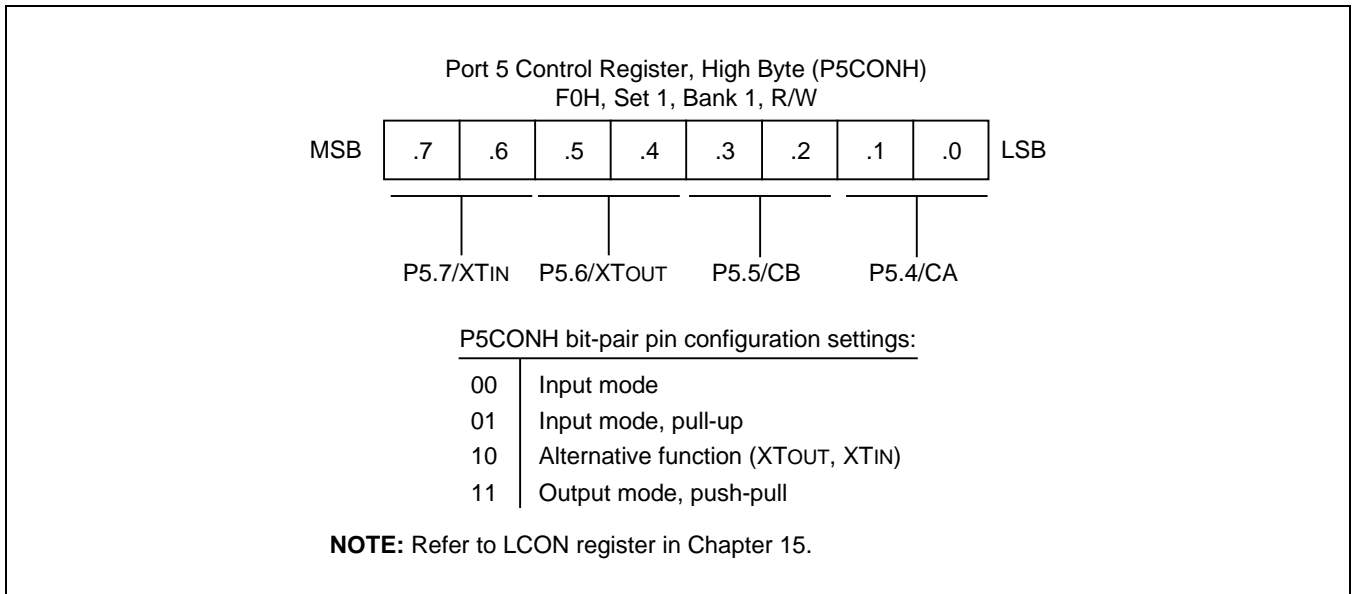 Port 5 Control Register, High Byte (P5CONH)
F0H, Set 1, Bank 1, R/W
MSB .7 .6 .5 .4 .3 .2 .1 .0 LSB
P5.7/XTIN P5.6/XTOUT P5.5/CB P5.4/CA
P5CONH bit-pair pin configuration settings:
00 Input mode
01 Input mode, pull-up
10 Alternative function (XTOUT, XTIN)
11 Output mode, push-pull
NOTE: Refer to LCON register in Chapter 15.